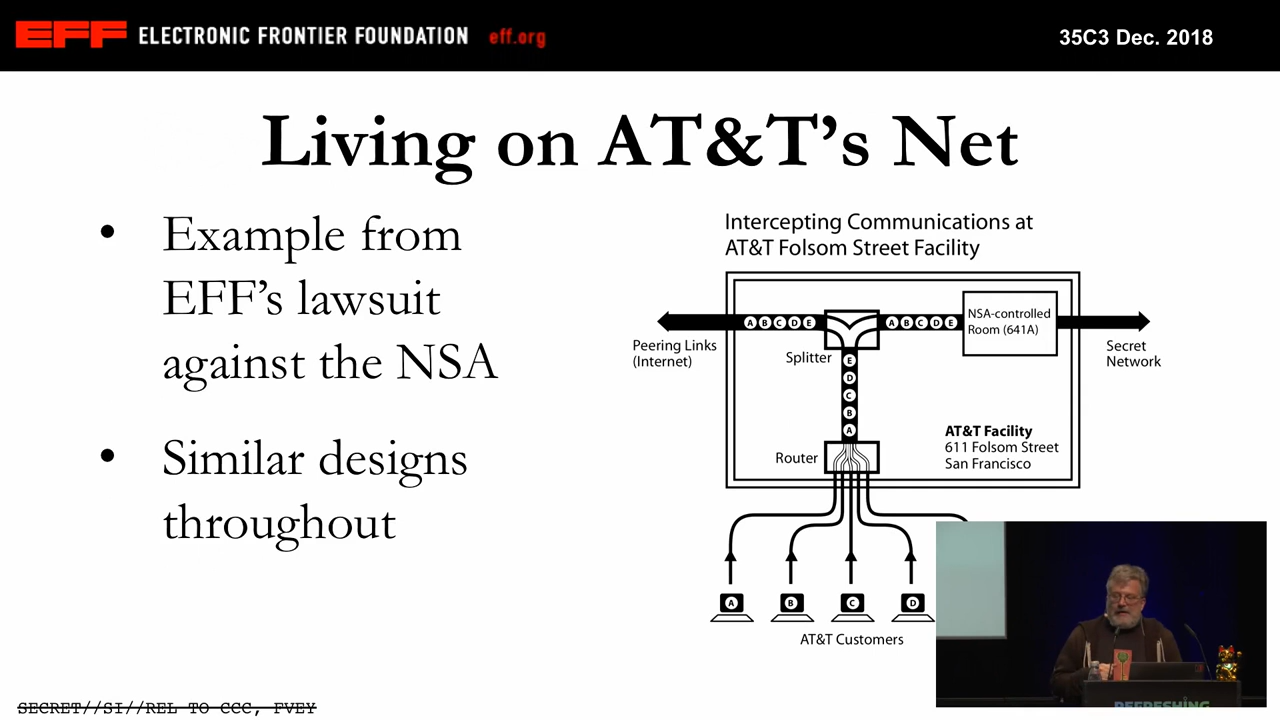 EFF ELECTRONIC FRONTIER FOUNDATION eff.org
35C3 Dec. 2018
Living on AT&T’s Net
• Example from
EFF’s lawsuit
against the NSA
• Similar designs
throughout
Intercepting Communications at
AT&T Folsom Street Facility
A B C D E
A B C D E
NSA-controlled
Room (641A)
Peering Links
(Internet)
Splitter
Secret
Network
E
D
C
B
A
Router
AT&T Facility
611 Folsom Street
San Francisco
A B C D
AT&T Customers
REFRESHING
SECRET//SI//REL TO CCC, FVEY